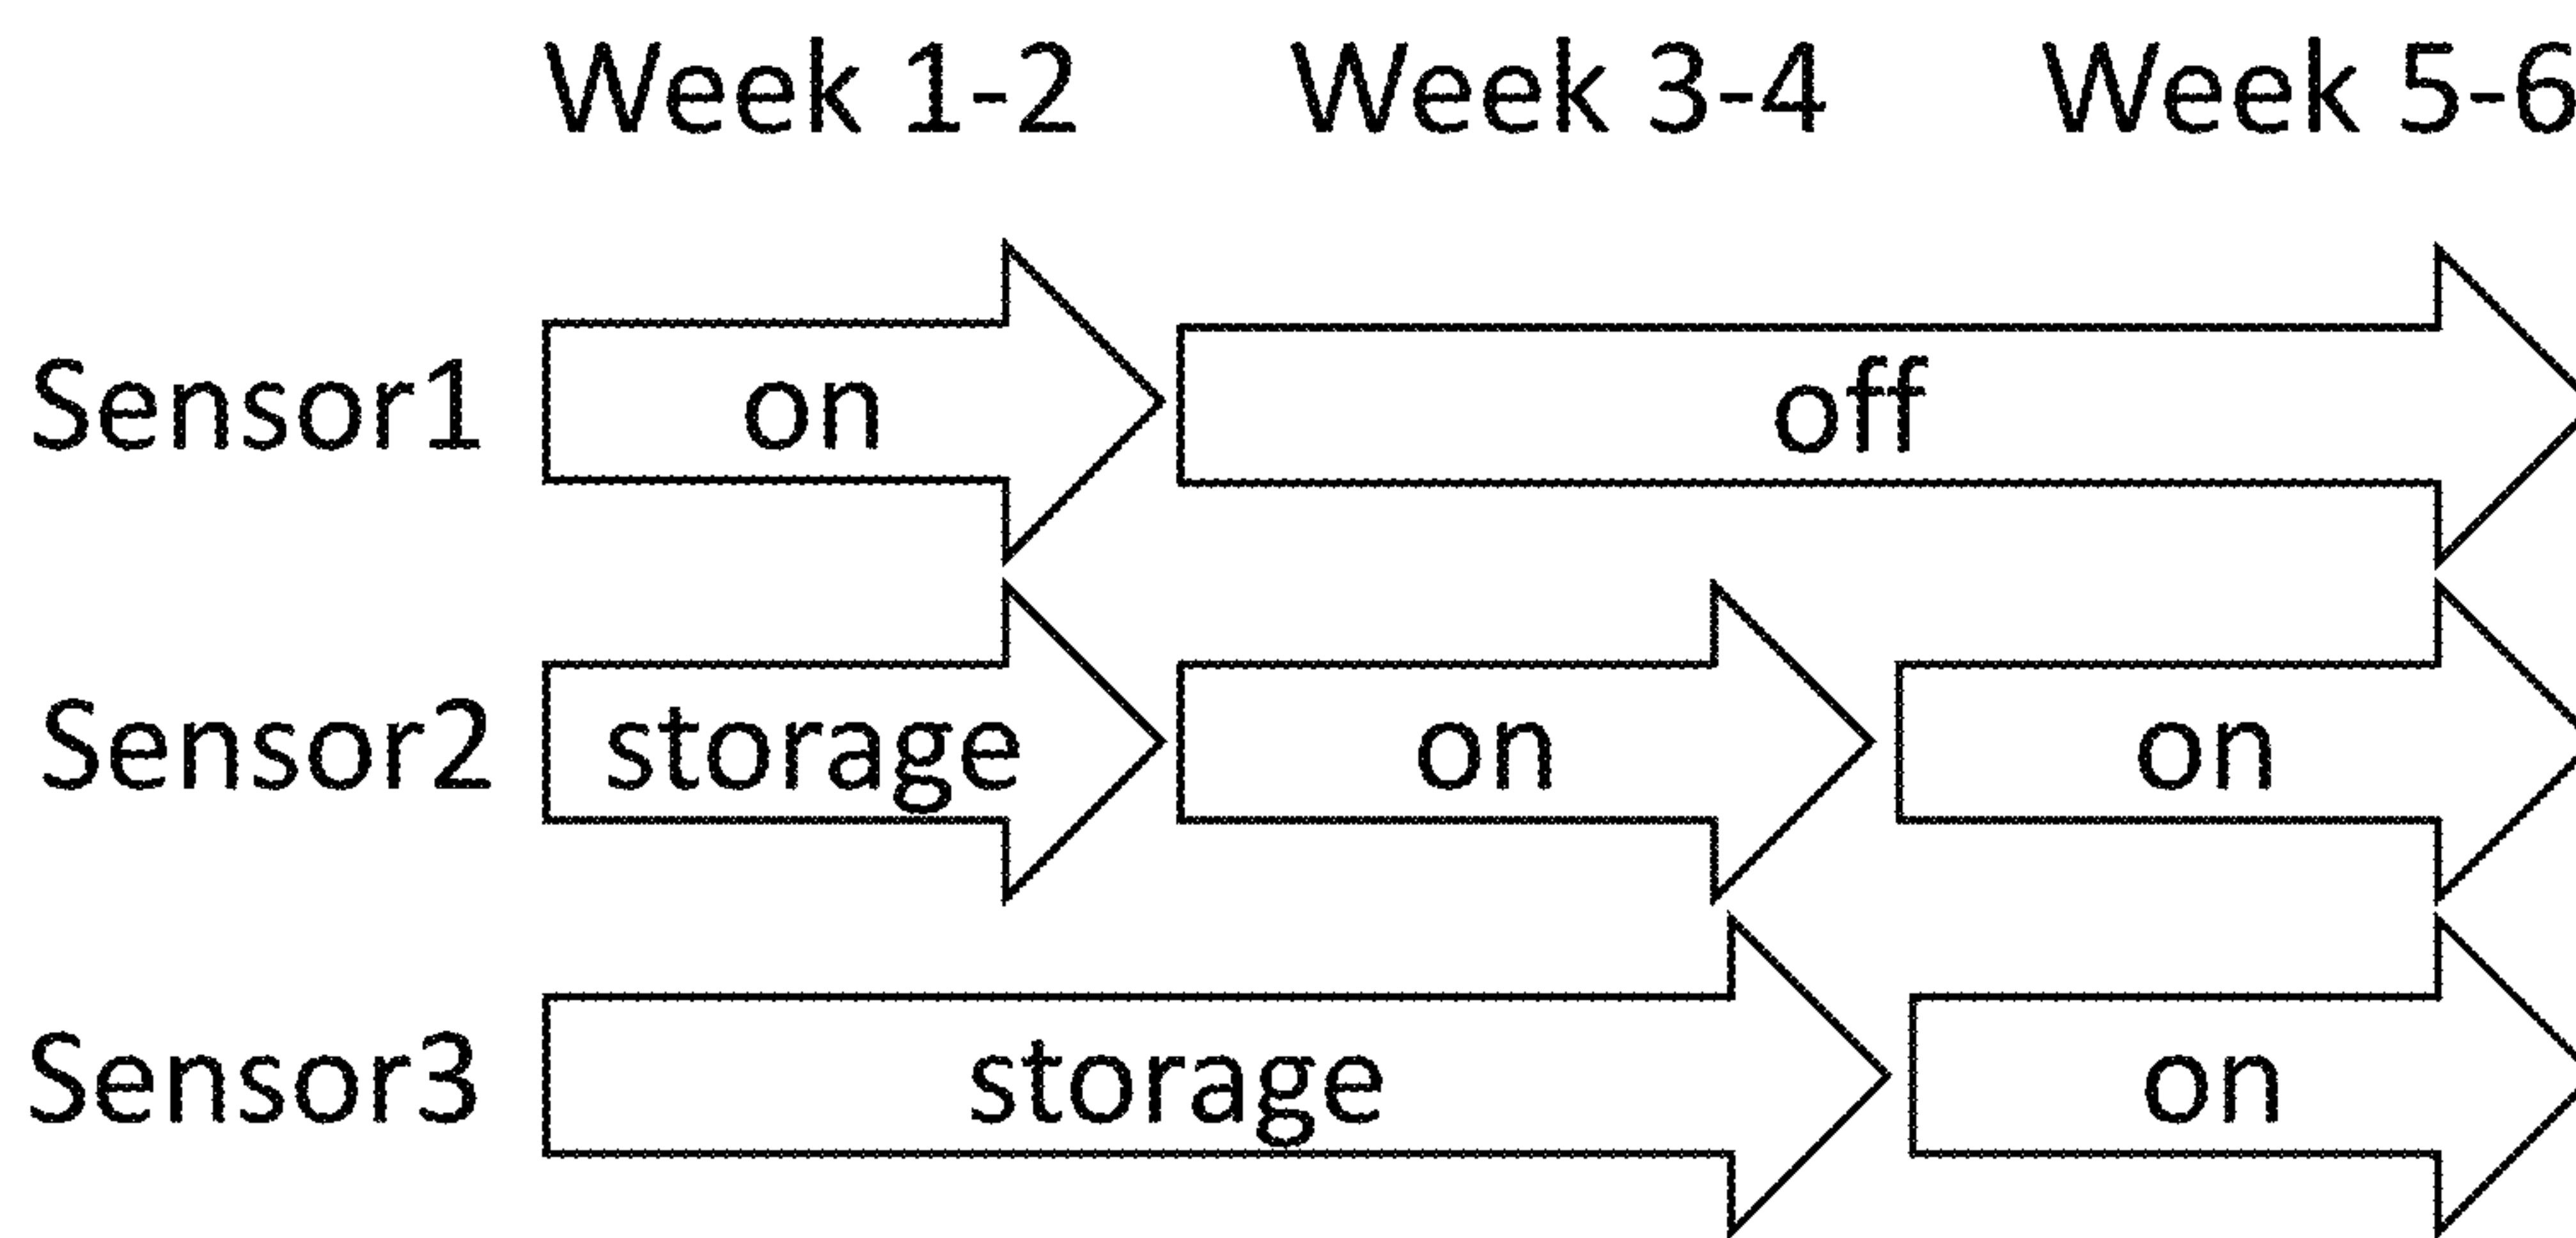 Week 1-2 Week 3-4 Week 5-6
Sensor1 on off
Sensor2 storage on on
Sensor3 storage on